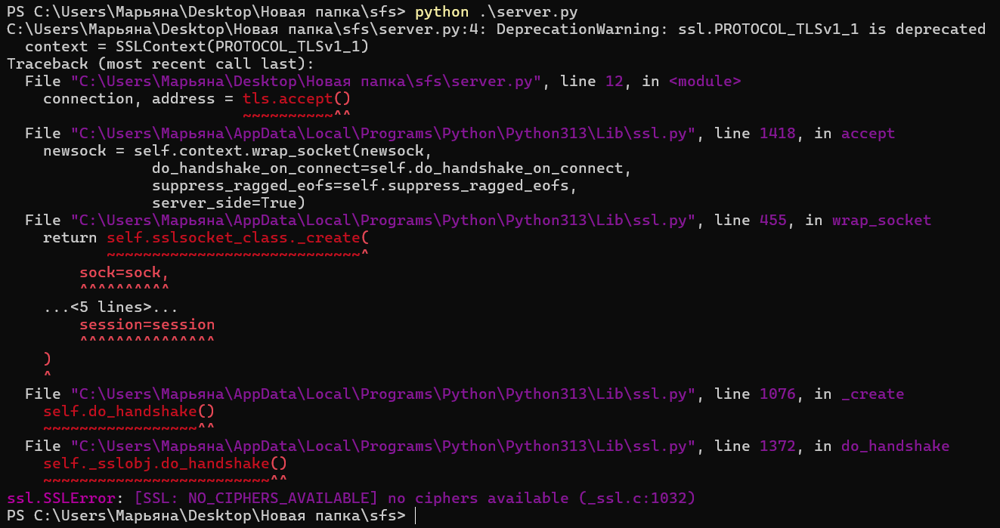 PS C:\Users\Марьяна\Desktop\Новая папка\sfs> python .\server.py
C:\Users\Марьяна\Desktop\Новая папка\sfs\server.py:4: DeprecationWarning: ssl.PROTOCOL_TLSv1_1 is deprecated
  context = SSLContext(PROTOCOL_TLSv1_1)
Traceback (most recent call last):
  File "C:\Users\Марьяна\Desktop\Новая папка\sfs\server.py", line 12, in <module>
    connection, address = tls.accept()
                          ~~~~~~~~~~^^
  File "C:\Users\Марьяна\AppData\Local\Programs\Python\Python313\Lib\ssl.py", line 1418, in accept
    newsock = self.context.wrap_socket(newsock,
                do_handshake_on_connect=self.do_handshake_on_connect,
                suppress_ragged_eofs=self.suppress_ragged_eofs,
                server_side=True)
  File "C:\Users\Марьяна\AppData\Local\Programs\Python\Python313\Lib\ssl.py", line 455, in wrap_socket
    return self.sslsocket_class._create(
           ~~~~~~~~~~~~~~~~~~~~~~~~~~~~^
        sock=sock,
        ^^^^^^^^^^
    ...<5 lines>...
        session=session
        ^^^^^^^^^^^^^^^
    )
    ^
  File "C:\Users\Марьяна\AppData\Local\Programs\Python\Python313\Lib\ssl.py", line 1076, in _create
    self.do_handshake()
    ~~~~~~~~~~~~~~~~~^^
  File "C:\Users\Марьяна\AppData\Local\Programs\Python\Python313\Lib\ssl.py", line 1372, in do_handshake
    self._sslobj.do_handshake()
    ~~~~~~~~~~~~~~~~~~~~~~~~~^^
ssl.SSLError: [SSL: NO_CIPHERS_AVAILABLE] no ciphers available (_ssl.c:1032)
PS C:\Users\Марьяна\Desktop\Новая папка\sfs>